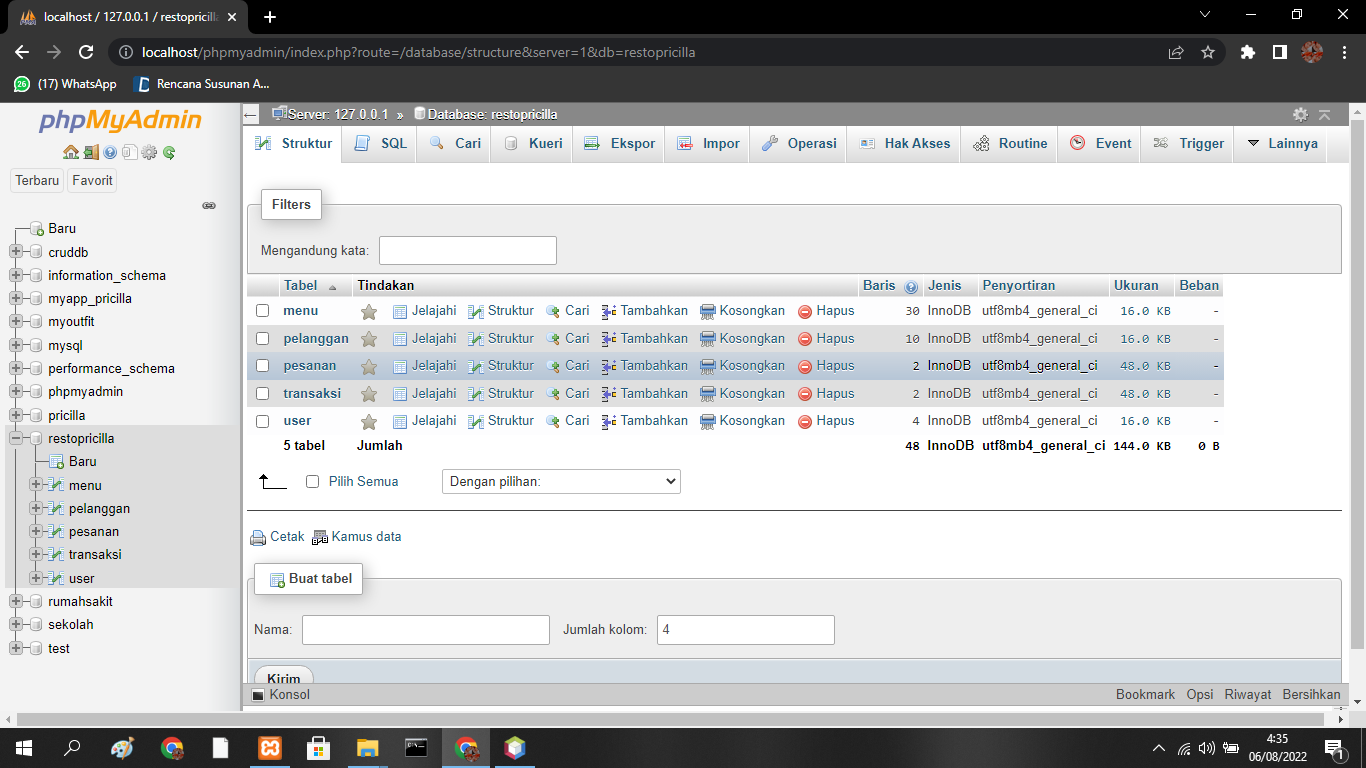 localhost / 127.0.0.1 / restopricilla
localhost/phpmyadmin/index.php?route=/database/structure&server=1&db=restopricilla
26 (17) WhatsApp Rencana Susunan A...
phpMyAdmin
Terbaru Favorit
Baru
cruddb
information_schema
myapp_pricilla
myoutfit
mysql
performance_schema
phpmyadmin
pricilla
restopricilla
Baru
menu
pelanggan
pesanan
transaksi
user
rumahsakit
sekolah
test
Server: 127.0.0.1 » Database: restopricilla
Struktur SQL Cari Kueri Ekspor Impor Operasi Hak Akses Routine Event Trigger Lainnya
Filters
Mengandung kata:
Tabel Tindakan Baris Jenis Penyortiran Ukuran Beban
menu Jelajahi Struktur Cari Tambahkan Kosongkan Hapus 30 InnoDB utf8mb4_general_ci 16.0 KB -
pelanggan Jelajahi Struktur Cari Tambahkan Kosongkan Hapus 10 InnoDB utf8mb4_general_ci 16.0 KB -
pesanan Jelajahi Struktur Cari Tambahkan Kosongkan Hapus 2 InnoDB utf8mb4_general_ci 48.0 KB -
transaksi Jelajahi Struktur Cari Tambahkan Kosongkan Hapus 2 InnoDB utf8mb4_general_ci 48.0 KB -
user Jelajahi Struktur Cari Tambahkan Kosongkan Hapus 4 InnoDB utf8mb4_general_ci 16.0 KB -
5 tabel Jumlah 48 InnoDB utf8mb4_general_ci 144.0 KB 0 B
Pilih Semua Dengan pilihan:
Cetak Kamus data
Buat tabel
Nama: Jumlah kolom: 4
Kirim
Konsol Bookmark Opsi Riwayat Bersihkan
4:35
06/08/2022
1